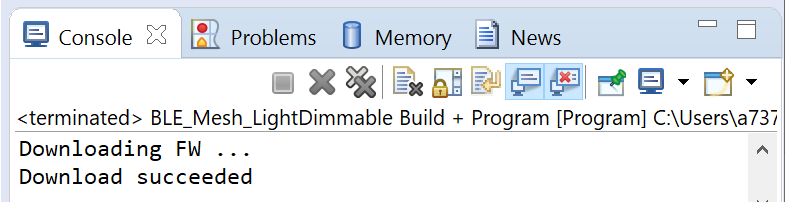 Console Problems Memory News
<terminated> BLE_Mesh_LightDimmable Build + Program [Program] C:\Users\a737
Downloading FW ...
Download succeeded